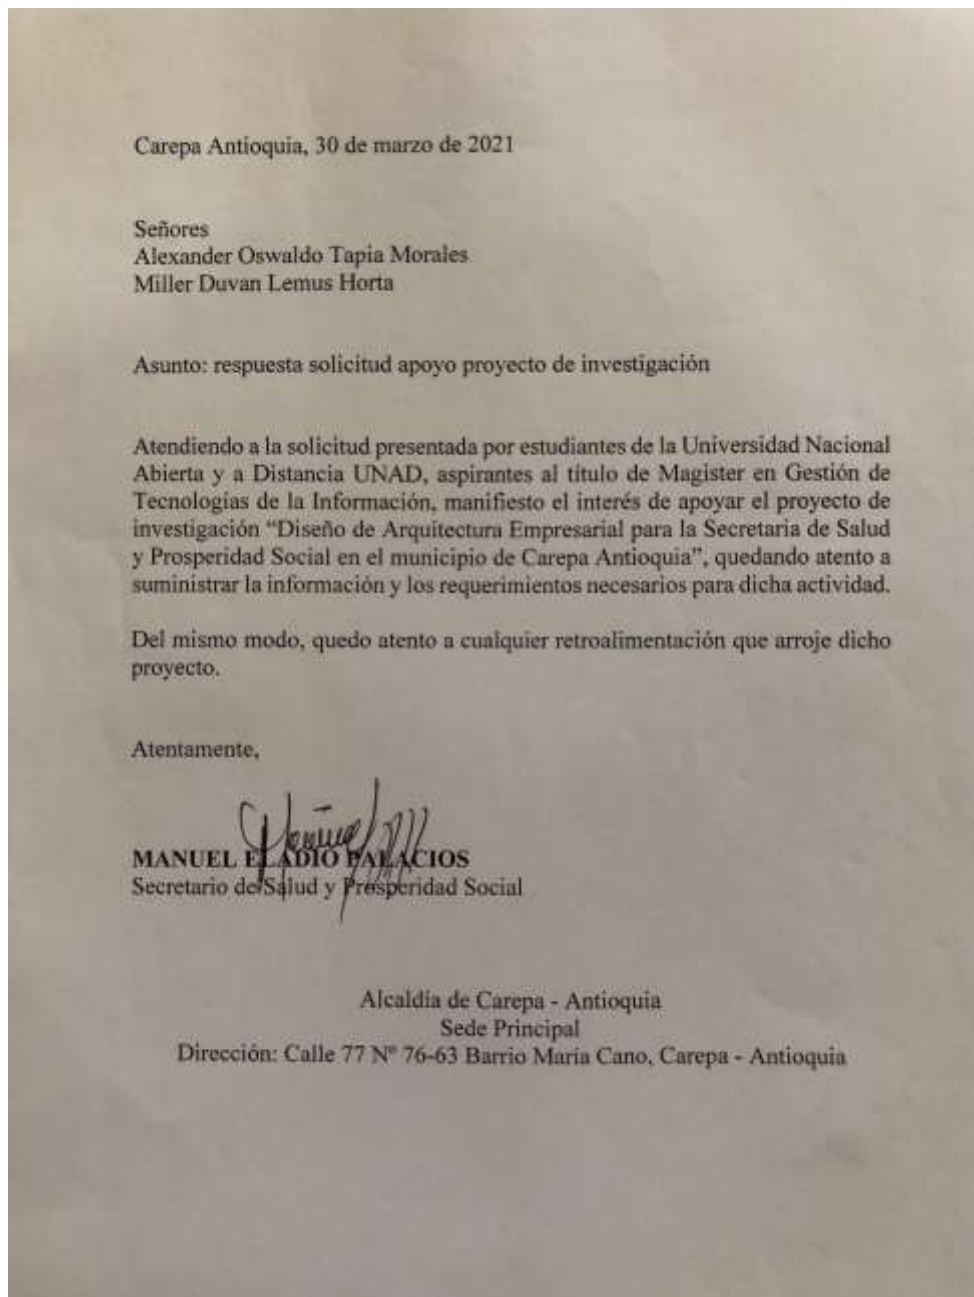 Carepa Antioquia, 30 de marzo de 2021
Señores
Alexander Oswaldo Tapia Morales
Miller Duvan Lemus Horta
Asunto: respuesta solicitud apoyo proyecto de investigación
Atendiendo a la solicitud presentada por estudiantes de la Universidad Nacional
Abierta y a Distancia UNAD, aspirantes al título de Magister en Gestión de
Tecnologías de la Información, manifiesto el interés de apoyar el proyecto de
investigación “Diseño de Arquitectura Empresarial para la Secretaria de Salud
y Prosperidad Social en el municipio de Carepa Antioquia”, quedando atento a
suministrar la información y los requerimientos necesarios para dicha actividad.
Del mismo modo, quedo atento a cualquier retroalimentación que arroje dicho
proyecto.
Atentamente,
MANUEL ELADIO PALACIOS
Secretario de Salud y Prosperidad Social
Alcaldía de Carepa - Antioquia
Sede Principal
Dirección: Calle 77 Nº 76-63 Barrio María Cano, Carepa - Antioquia